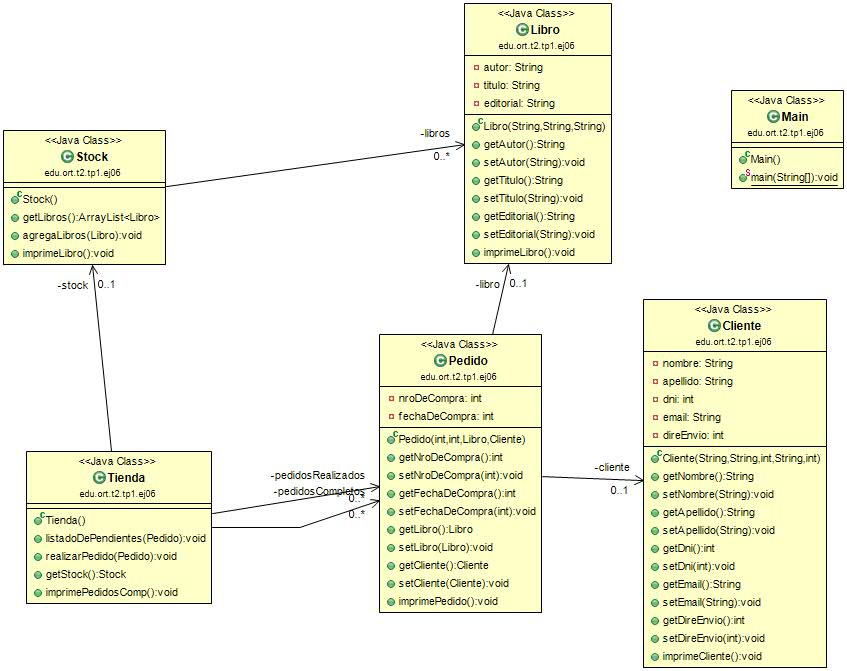 <<Java Class>>
Libro
edu.ort.t2.tp1.ej06
autor: String
titulo: String
editorial: String
Libro(String,String,String)
getAutor():String
setAutor(String):void
getTitulo():String
setTitulo(String):void
getEditorial():String
setEditorial(String):void
imprimeLibro():void
<<Java Class>>
Main
edu.ort.t2.tp1.ej06
Main()
main(String[]):void
<<Java Class>>
Stock
edu.ort.t2.tp1.ej06
Stock()
getLibros():ArrayList<Libro>
agregaLibros(Libro):void
imprimeLibro():void
-libros
0..*
-stock
0..1
-libro
0..1
<<Java Class>>
Pedido
edu.ort.t2.tp1.ej06
nroDeCompra: int
fechaDeCompra: int
Pedido(int,int,Libro,Cliente)
getNroDeCompra():int
setNroDeCompra(int):void
getFechaDeCompra():int
setFechaDeCompra(int):void
getLibro():Libro
setLibro(Libro):void
getCliente():Cliente
setCliente(Cliente):void
imprimePedido():void
<<Java Class>>
Cliente
edu.ort.t2.tp1.ej06
nombre: String
apellido: String
dni: int
email: String
direEnvio: int
Cliente(String,String,int,String,int)
getNombre():String
setNombre(String):void
getApellido():String
setApellido(String):void
getDni():int
setDni(int):void
getEmail():String
setEmail(String):void
getDireEnvio():int
setDireEnvio(int):void
imprimeCliente():void
<<Java Class>>
Tienda
edu.ort.t2.tp1.ej06
Tienda()
listadoDePendientes(Pedido):void
realizarPedido(Pedido):void
getStock():Stock
imprimePedidosComp():void
-pedidosRealizados
-pedidosCompletos
0..*
0..*
-cliente
0..1